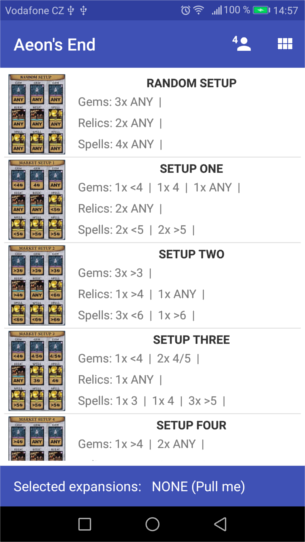 Vodafone CZ 100 % 14:57
Aeon's End 4
RANDOM SETUP
Gems: 3x ANY |
Relics: 2x ANY |
Spells: 4x ANY |
SETUP ONE
Gems: 1x <4 | 1x 4 | 1x ANY |
Relics: 2x ANY |
Spells: 2x <5 | 2x >5 |
SETUP TWO
Gems: 3x >3 |
Relics: 1x >4 | 1x ANY |
Spells: 3x <6 | 1x >6 |
SETUP THREE
Gems: 1x <4 | 2x 4/5 |
Relics: 1x ANY |
Spells: 1x 3 | 1x 4 | 3x >5 |
SETUP FOUR
Gems: 1x >4 | 2x ANY |
Selected expansions: NONE (Pull me)